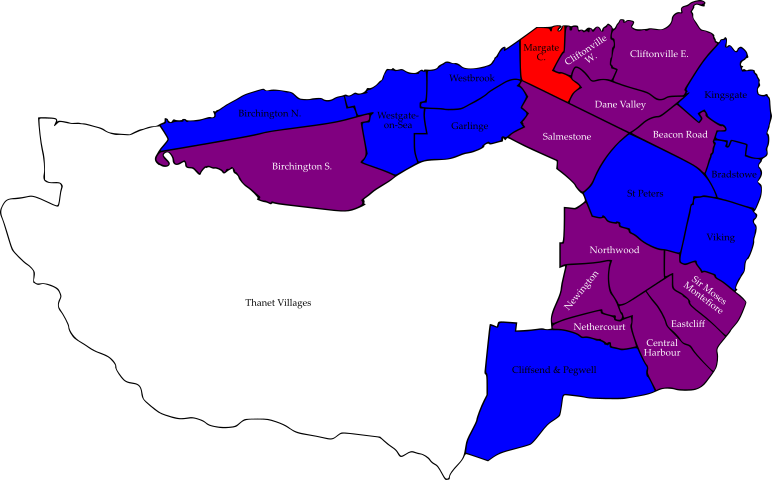 Margate
C.
Cliftonville
W.
Cliftonville E.
Westbrook
Kingsgate
Birchington N.
Westgate-
on-Sea
Garlinge
Dane Valley
Salmestone
Beacon Road
Birchington S.
Bradstowe
St Peters
Viking
Northwood
Sir Moses
Montefiore
Newington
Thanet Villages
Nethercourt
Eastcliff
Central
Harbour
Cliffsend & Pegwell